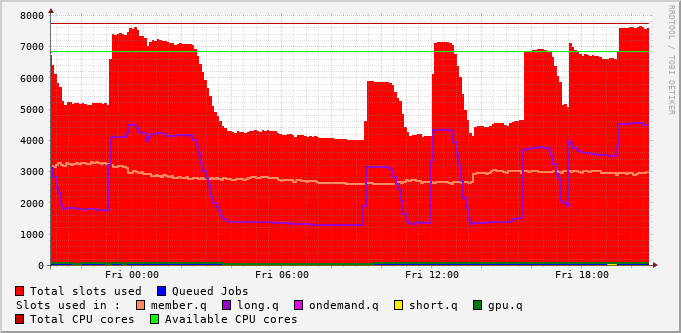 RRDTOOL / TOBI OETIKER
8000
7000
6000
5000
4000
3000
2000
1000
0
Fri 00:00 Fri 06:00 Fri 12:00 Fri 18:00
Total slots used Queued Jobs
Slots used in : member.q long.q ondemand.q short.q gpu.q
Total CPU cores Available CPU cores